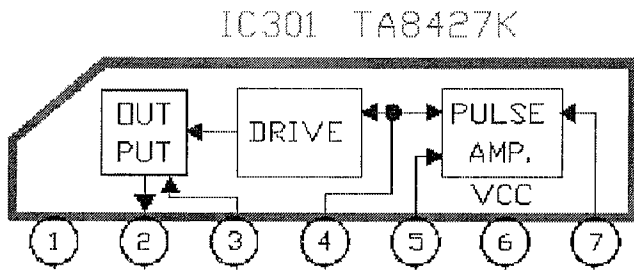 IC301 TA8427K
OUT
PUT
DRIVE
PULSE
AMP.
VCC
1 2 3 4 5 6 7